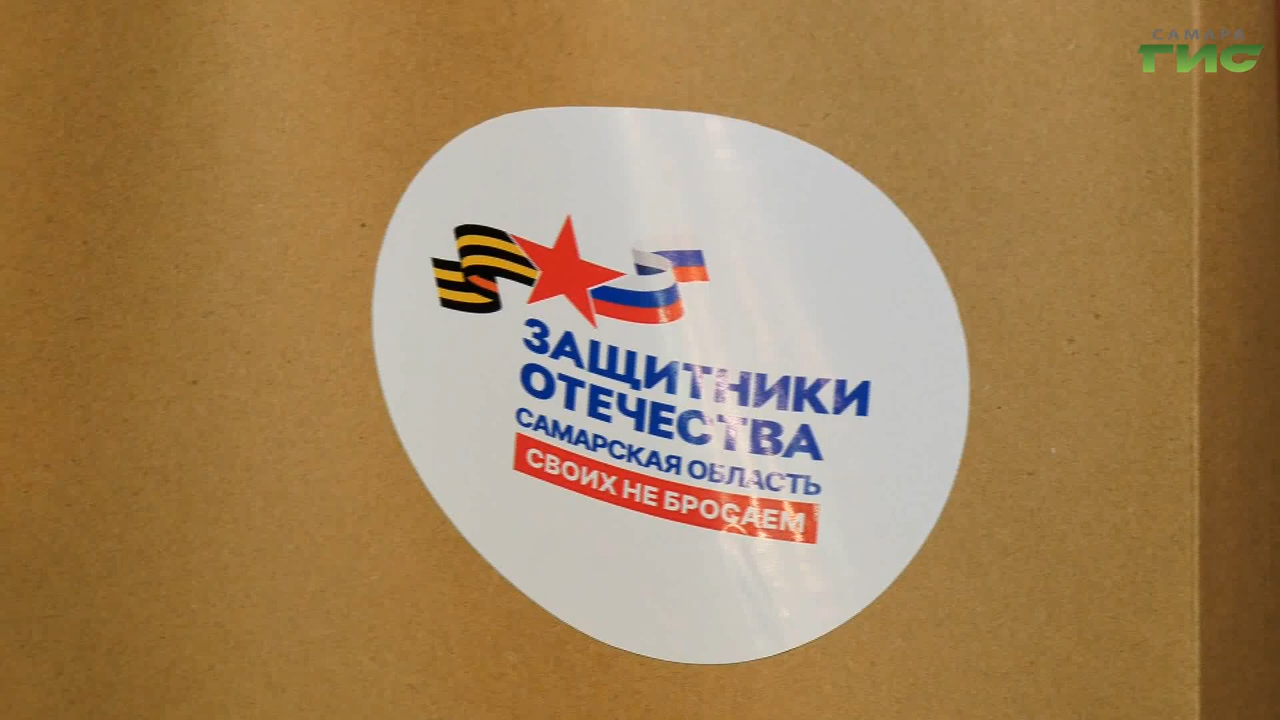 САМАРА
ГИС
ЗАЩИТНИКИ
ОТЕЧЕСТВА
САМАРСКАЯ ОБЛАСТЬ
СВОИХ НЕ БРОСАЕМ